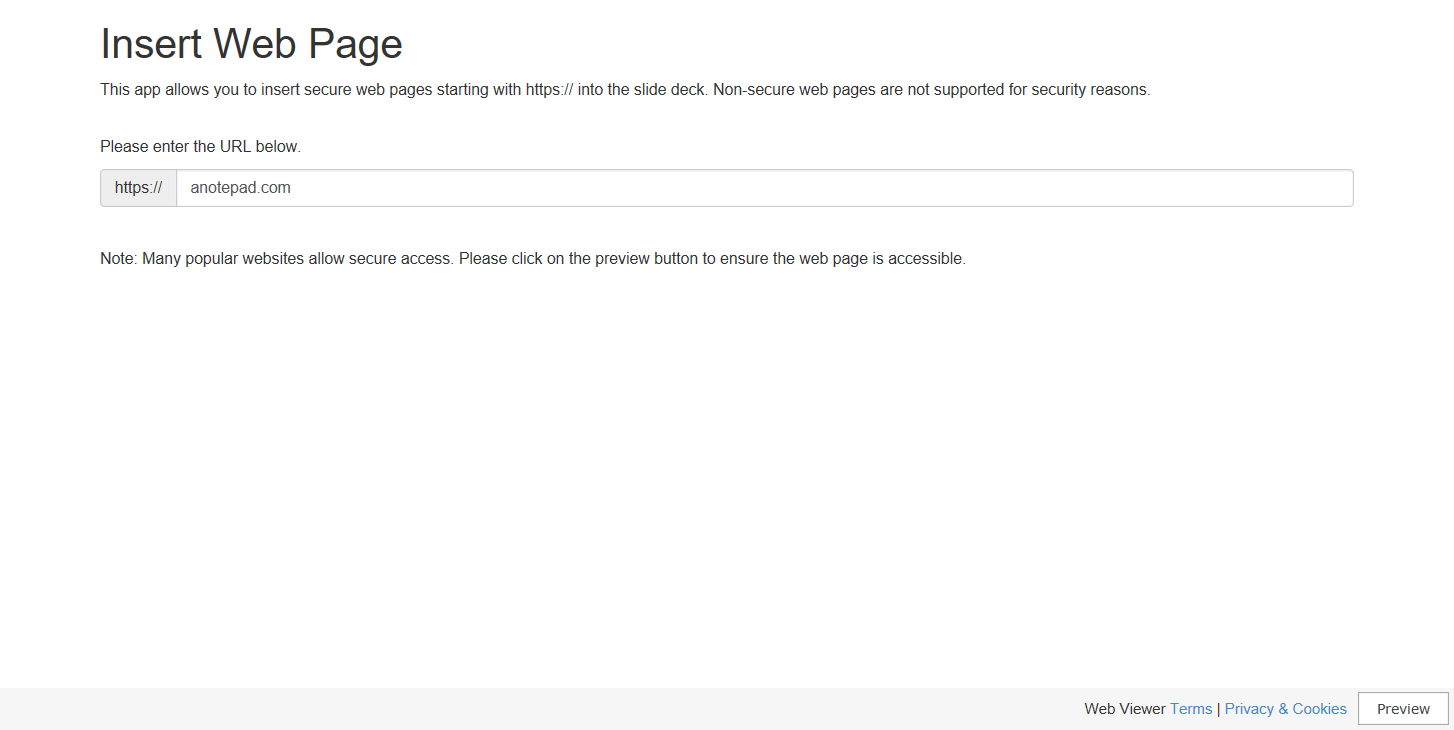 Insert Web Page
This app allows you to insert secure web pages starting with https:// into the slide deck. Non-secure web pages are not supported for security reasons.
Please enter the URL below.
https:// anotepad.com
Note: Many popular websites allow secure access. Please click on the preview button to ensure the web page is accessible.
Web Viewer Terms | Privacy & Cookies Preview